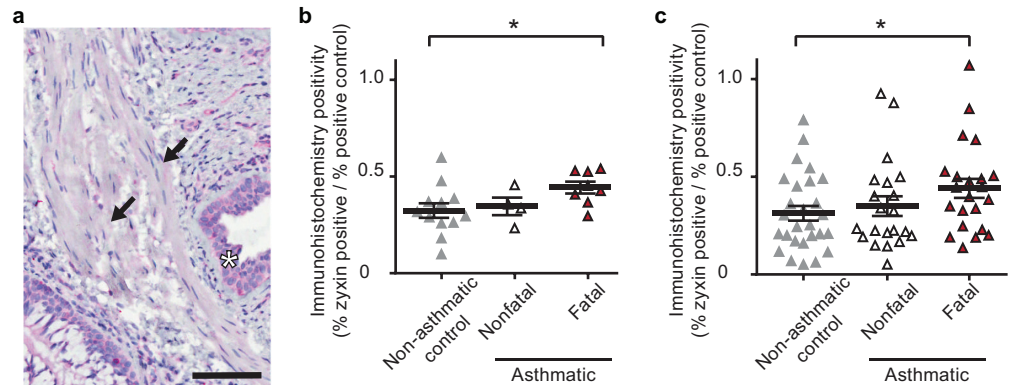 a
*
b
Immunohistochemistry positivity
(% zyxin positive / % positive control)
1.0
0.5
0
*
Non-asthmatic
control
Nonfatal
Fatal
Asthmatic
c
Immunohistochemistry positivity
(% zyxin positive / % positive control)
1.0
0.5
0
*
Non-asthmatic
control
Nonfatal
Fatal
Asthmatic